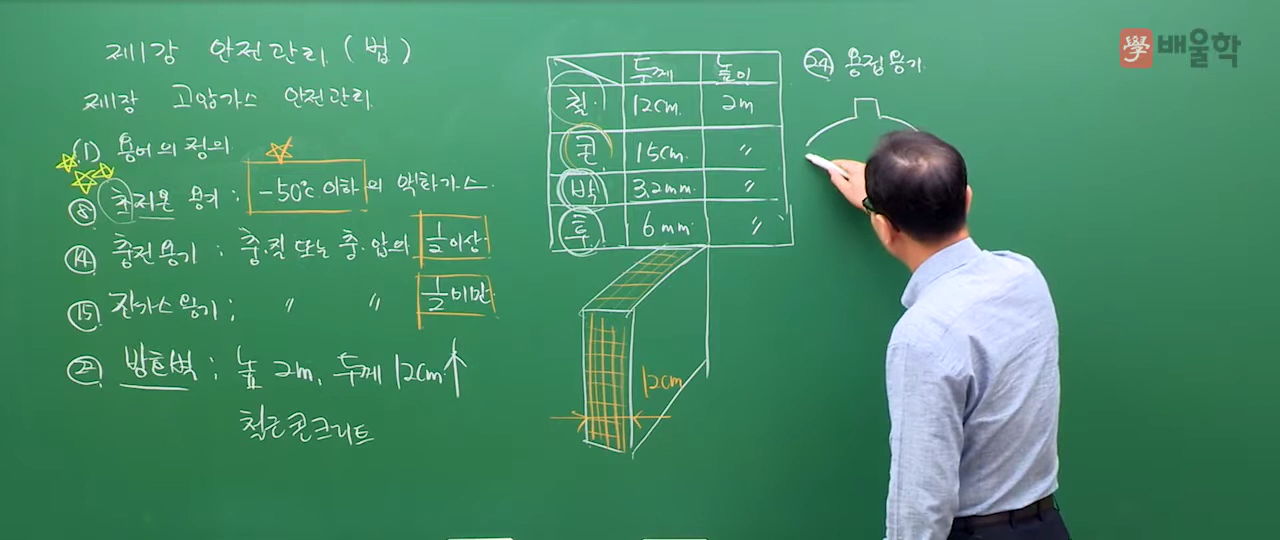 제1강 안전관리 (법)
제1장 고압가스 안전관리
(1) 용어의 정의
⑧ 초저온 용기 : -50℃ 이하의 액화가스
⑭ 충전용기 : 충·질 또는 충·압의 1/2 이상
⑮ 잔가스용기 ; 〃 〃 1/2 미만
㉒ 방호벽 : 높이 2m, 두께 12cm ↑
철근콘크리트
두께 높이
철 12cm 2m
콘 15cm 〃
박 3.2mm 〃
후 6mm 〃
12cm
㉔ 용접용기
學 배울학